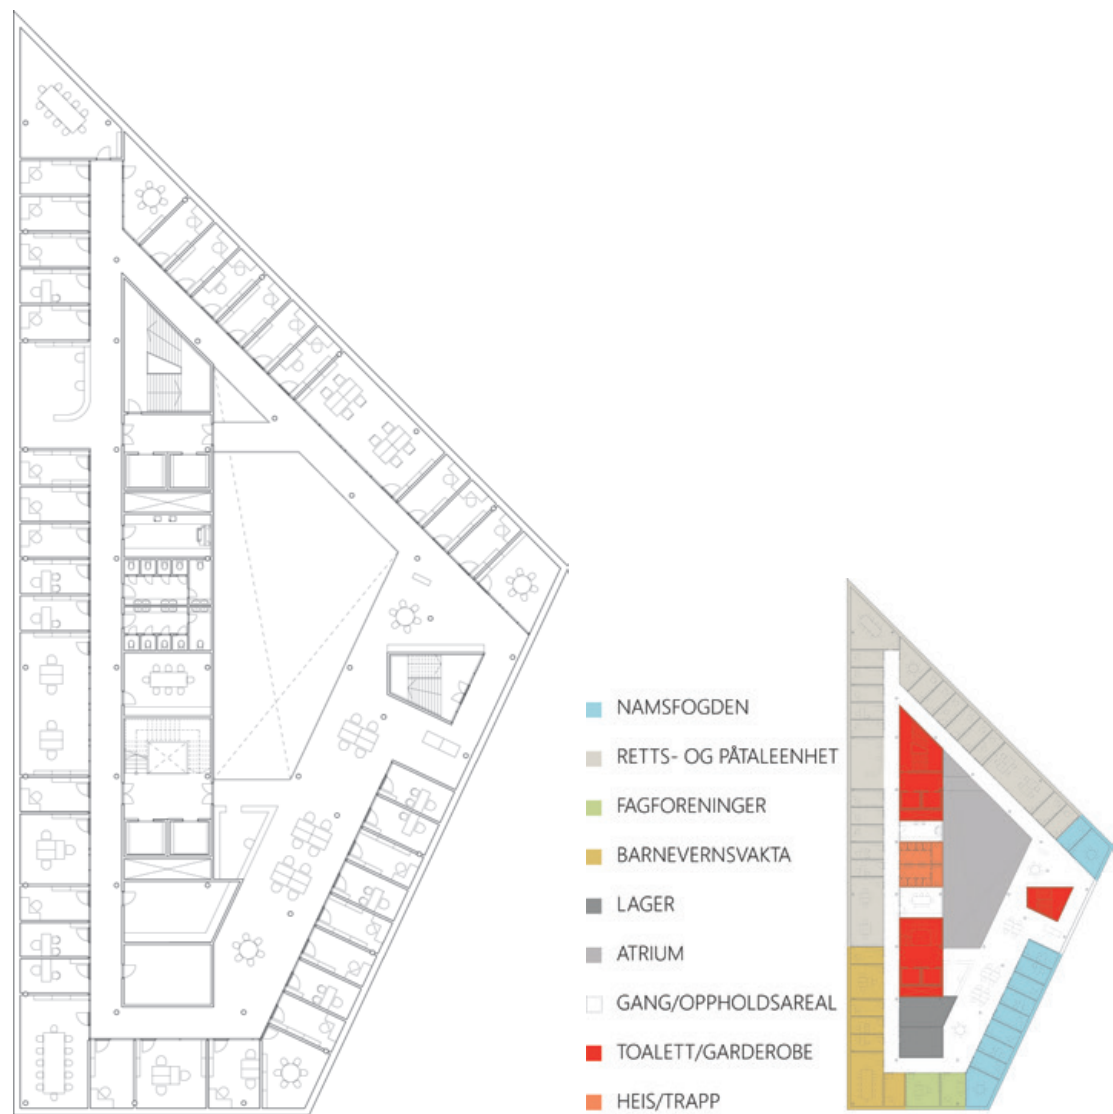 NAMSFOGDEN
RETTS- OG PÅTALEENHET
FAGFORENINGER
BARNEVERNSVAKTA
LAGER
ATRIUM
GANG/OPPHOLDSAREAL
TOALETT/GARDEROBE
HEIS/TRAPP